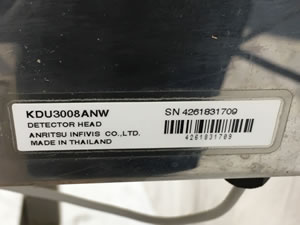 KDU3008ANW
SN 4261831709
DETECTOR HEAD
ANRITSU INFIVIS CO.,LTD.
MADE IN THAILAND
4261831709